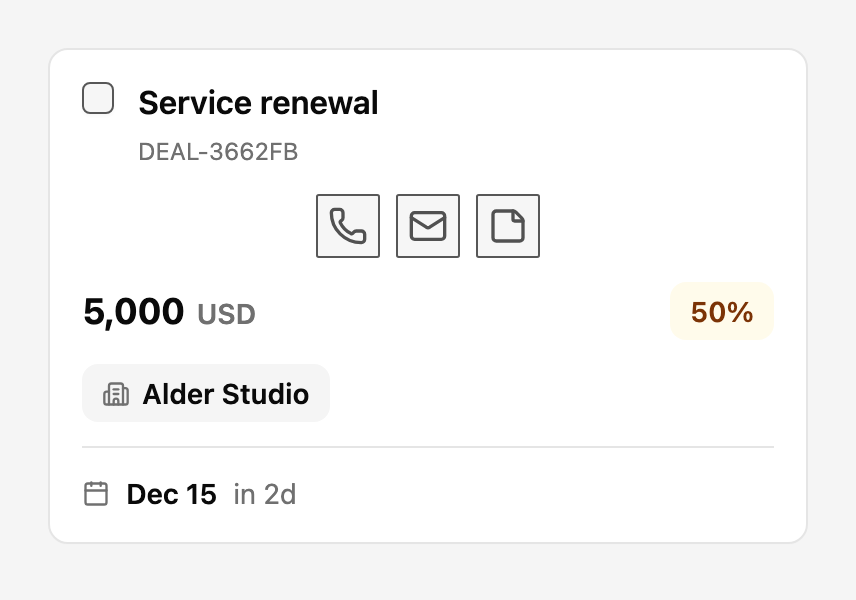 Service renewal
DEAL-3662FB
5,000 USD
50%
Alder Studio
Dec 15 in 2d